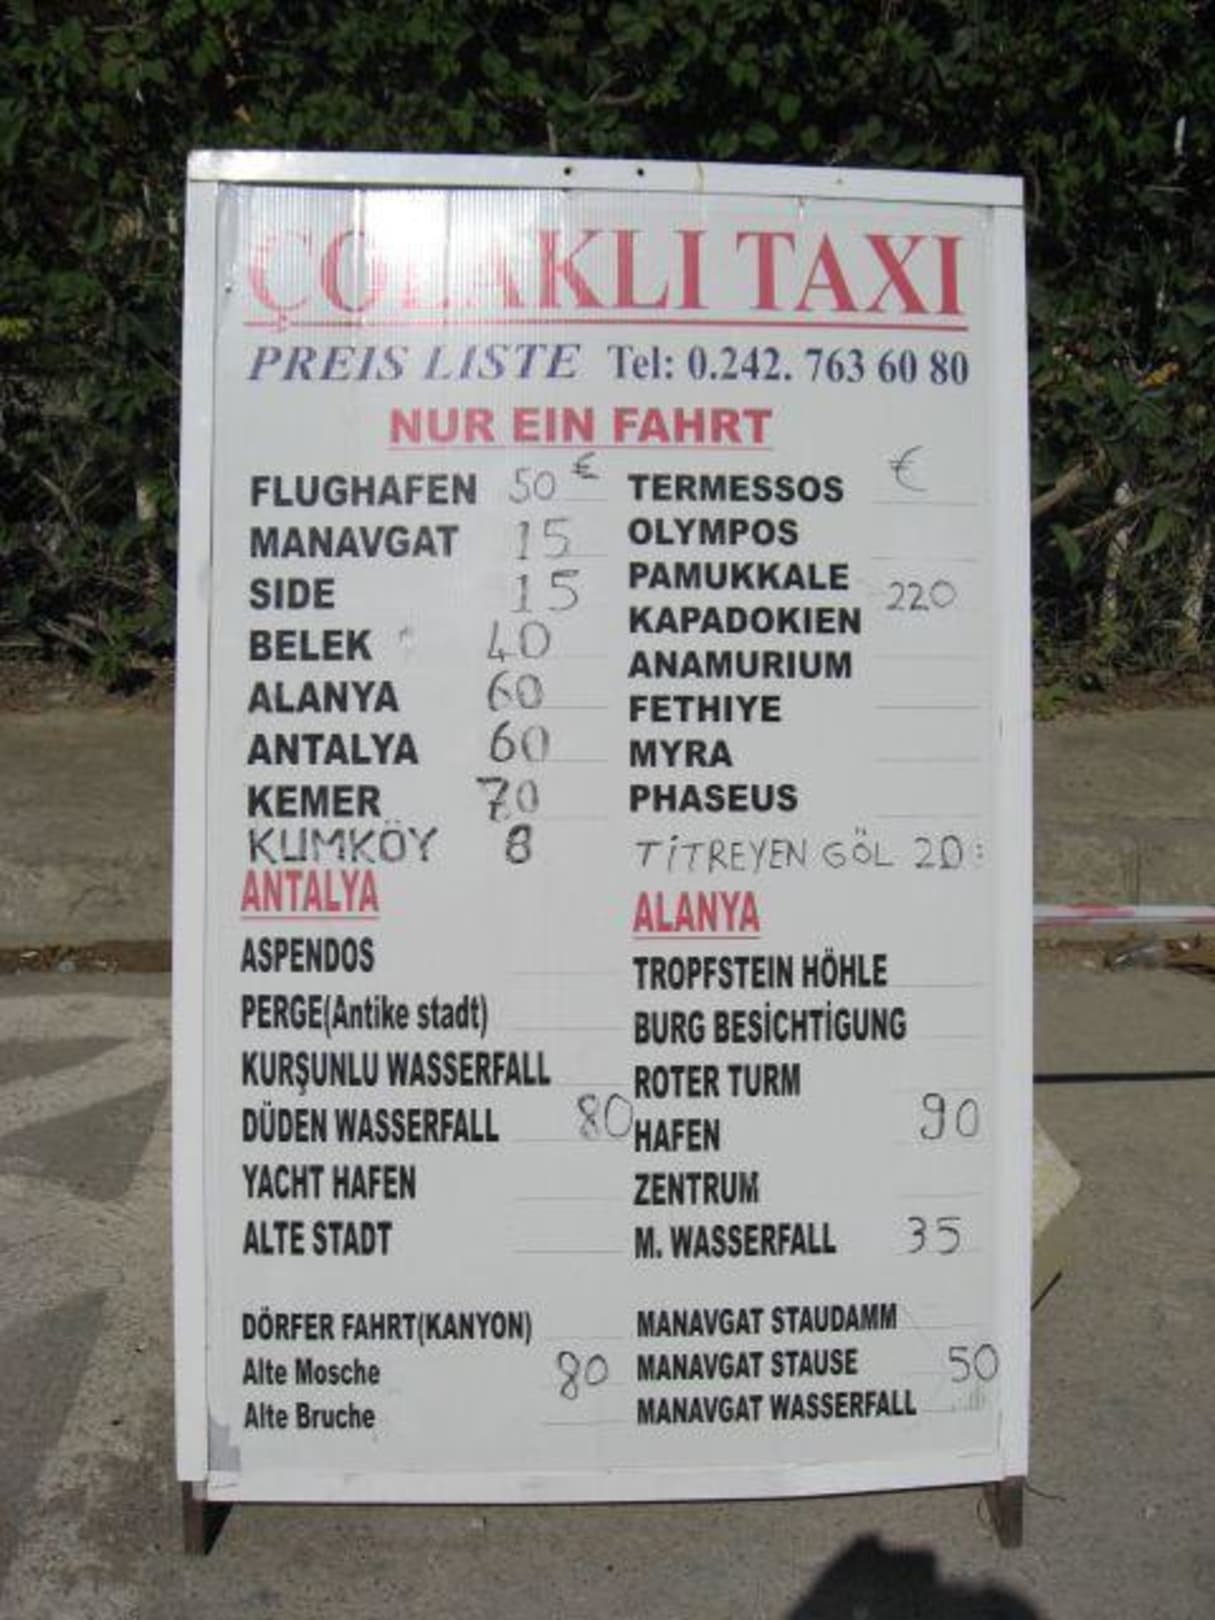 ÇOLAKLI TAXI
PREIS LISTE Tel: 0.242. 763 60 80
NUR EIN FAHRT
FLUGHAFEN 50 €
MANAVGAT 15
SIDE 15
BELEK 40
ALANYA 60
ANTALYA 60
KEMER 70
KUMKÖY 8
TERMESSOS €
OLYMPOS
PAMUKKALE 220
KAPADOKIEN
ANAMURIUM
FETHIYE
MYRA
PHASEUS
TİTREYEN GÖL 20:
ANTALYA
ASPENDOS
PERGE(Antike stadt)
KURŞUNLU WASSERFALL
DÜDEN WASSERFALL 80
YACHT HAFEN
ALTE STADT
ALANYA
TROPFSTEIN HÖHLE
BURG BESİCHTİGUNG
ROTER TURM
HAFEN 90
ZENTRUM
M. WASSERFALL 35
DÖRFER FAHRT(KANYON)
Alte Mosche 80
Alte Bruche
MANAVGAT STAUDAMM
MANAVGAT STAUSE 50
MANAVGAT WASSERFALL